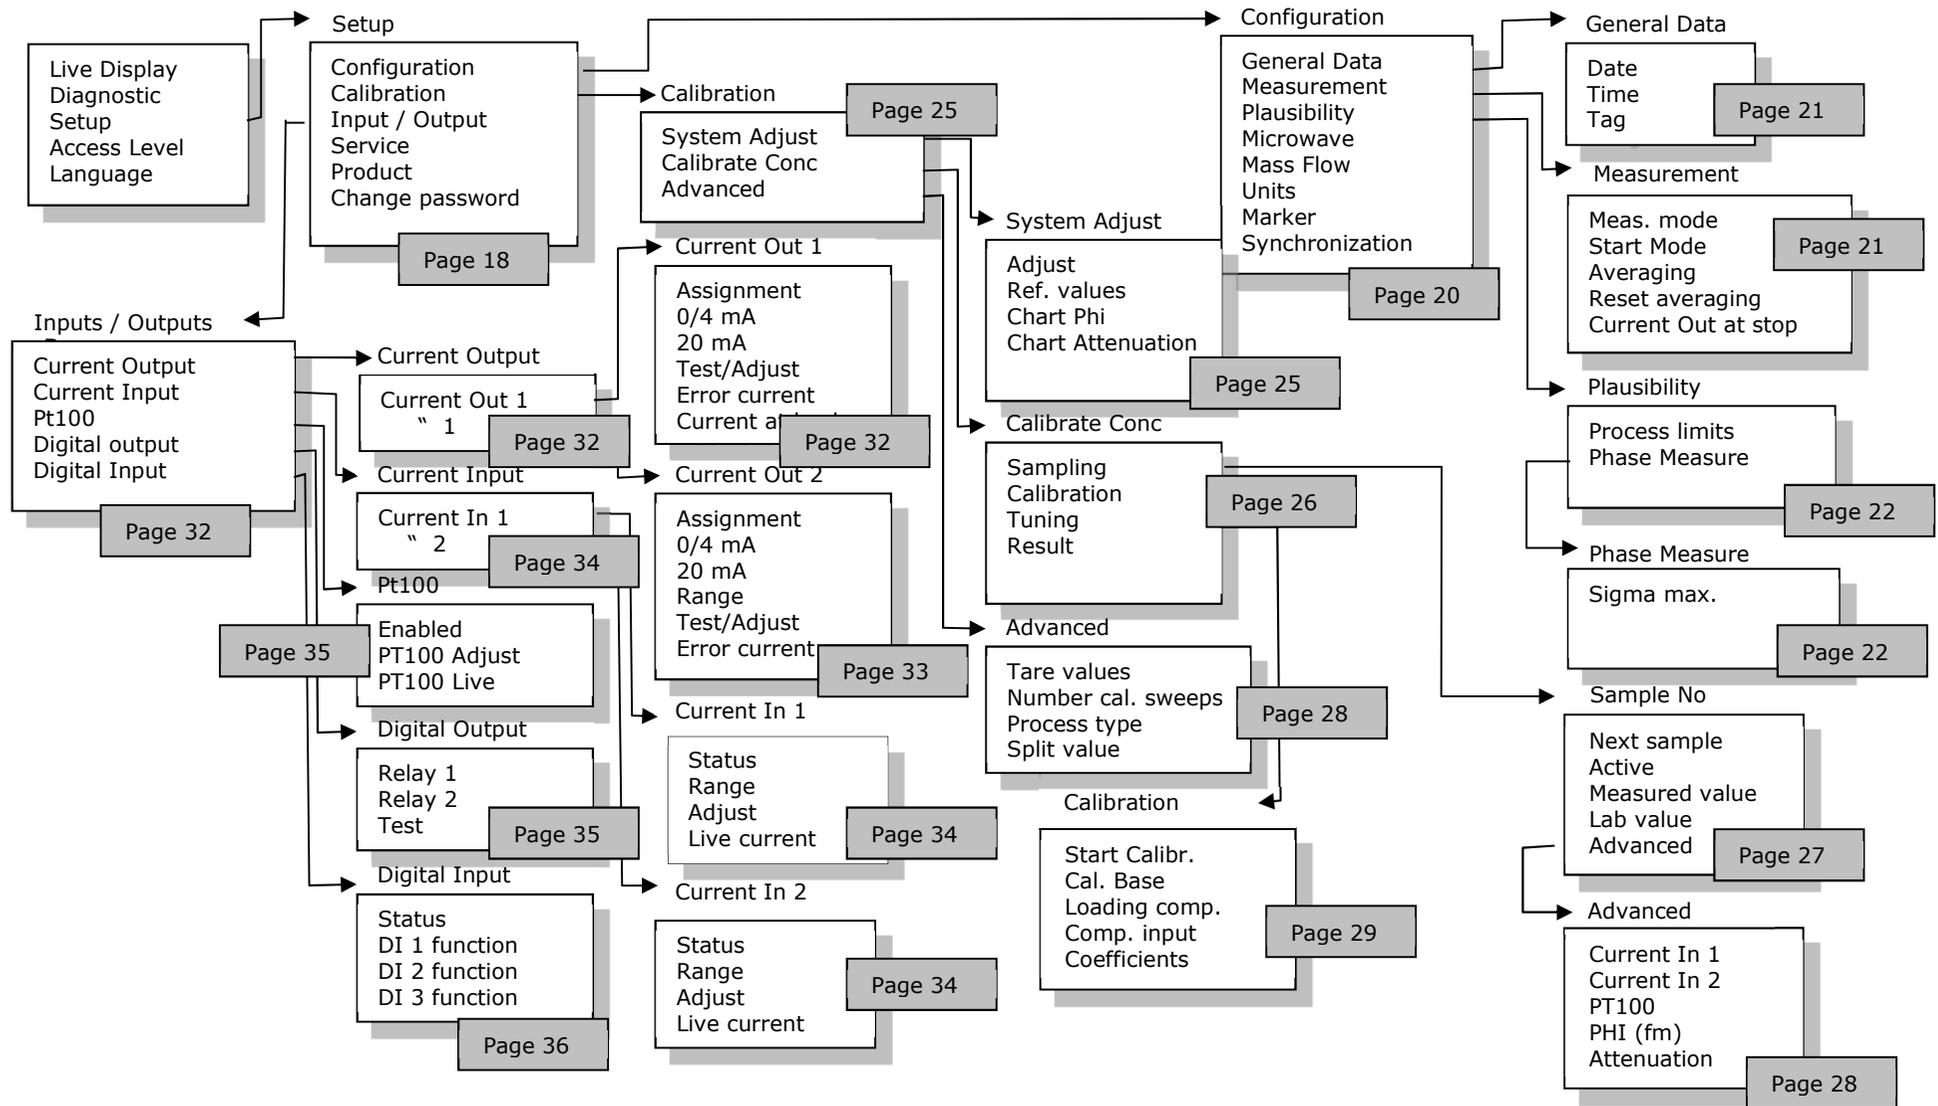 Setup
Live Display
Diagnostic
Setup
Access Level
Language
Configuration
Calibration
Input / Output
Service
Product
Change password
Page 18
Calibration
Page 25
System Adjust
Calibrate Conc
Advanced
Configuration
General Data
Measurement
Plausibility
Microwave
Mass Flow
Units
Marker
Synchronization
Page 20
General Data
Date
Time
Tag
Page 21
Measurement
Meas. mode
Start Mode
Averaging
Reset averaging
Current Out at stop
Page 21
Plausibility
Process limits
Phase Measure
Page 22
Phase Measure
Sigma max.
Page 22
Inputs / Outputs
Current Output
Current Input
Pt100
Digital output
Digital Input
Page 32
Current Output
Current Out 1
“ 1
Page 32
Current Input
Current In 1
“ 2
Page 34
Pt100
Enabled
PT100 Adjust
PT100 Live
Page 35
Digital Output
Relay 1
Relay 2
Test
Page 35
Digital Input
Status
DI 1 function
DI 2 function
DI 3 function
Page 36
Current Out 1
Assignment
0/4 mA
20 mA
Test/Adjust
Error current
Current
Page 32
Current Out 2
Assignment
0/4 mA
20 mA
Range
Test/Adjust
Error current
Page 33
Current In 1
Status
Range
Adjust
Live current
Page 34
Current In 2
Status
Range
Adjust
Live current
Page 34
System Adjust
Adjust
Ref. values
Chart Phi
Chart Attenuation
Page 25
Calibrate Conc
Sampling
Calibration
Tuning
Result
Page 26
Advanced
Tare values
Number cal. sweeps
Process type
Split value
Page 28
Calibration
Start Calibr.
Cal. Base
Loading comp.
Comp. input
Coefficients
Page 29
Sample No
Next sample
Active
Measured value
Lab value
Advanced
Page 27
Advanced
Current In 1
Current In 2
PT100
PHI (fm)
Attenuation
Page 28